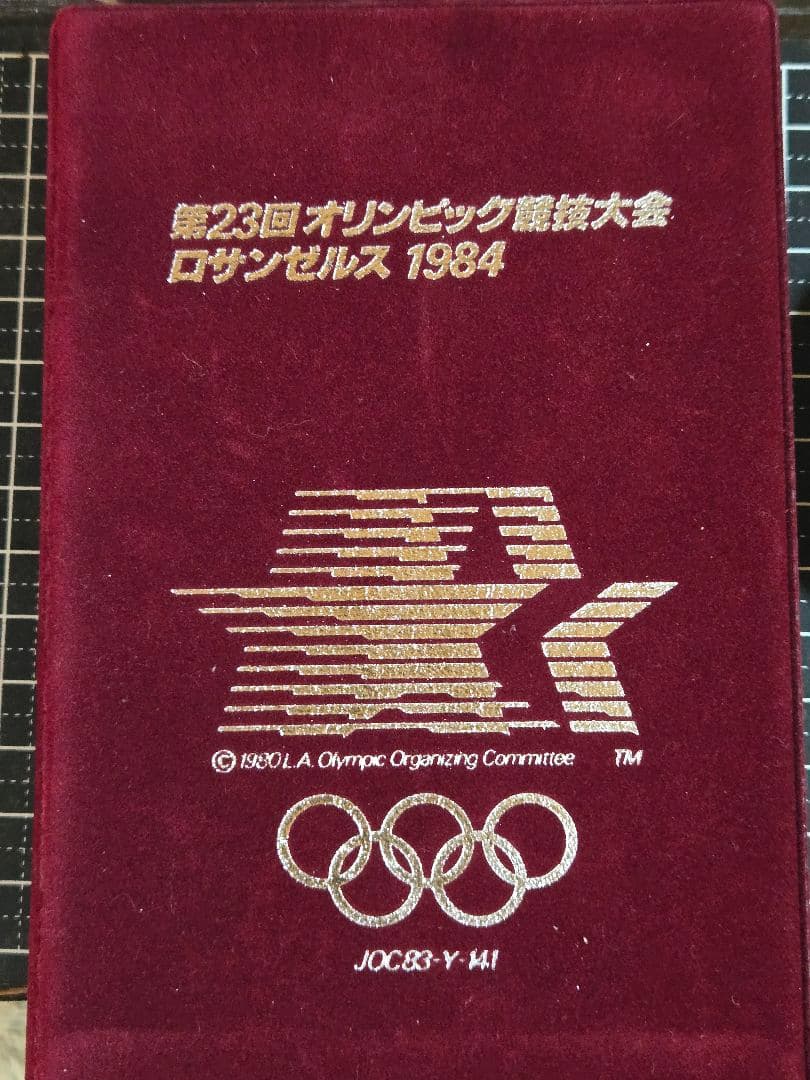 第23回オリンピック競技大会
ロサンゼルス 1984
© 1980 L.A. Olympic Organizing Committee TM
JOC83-Y-141